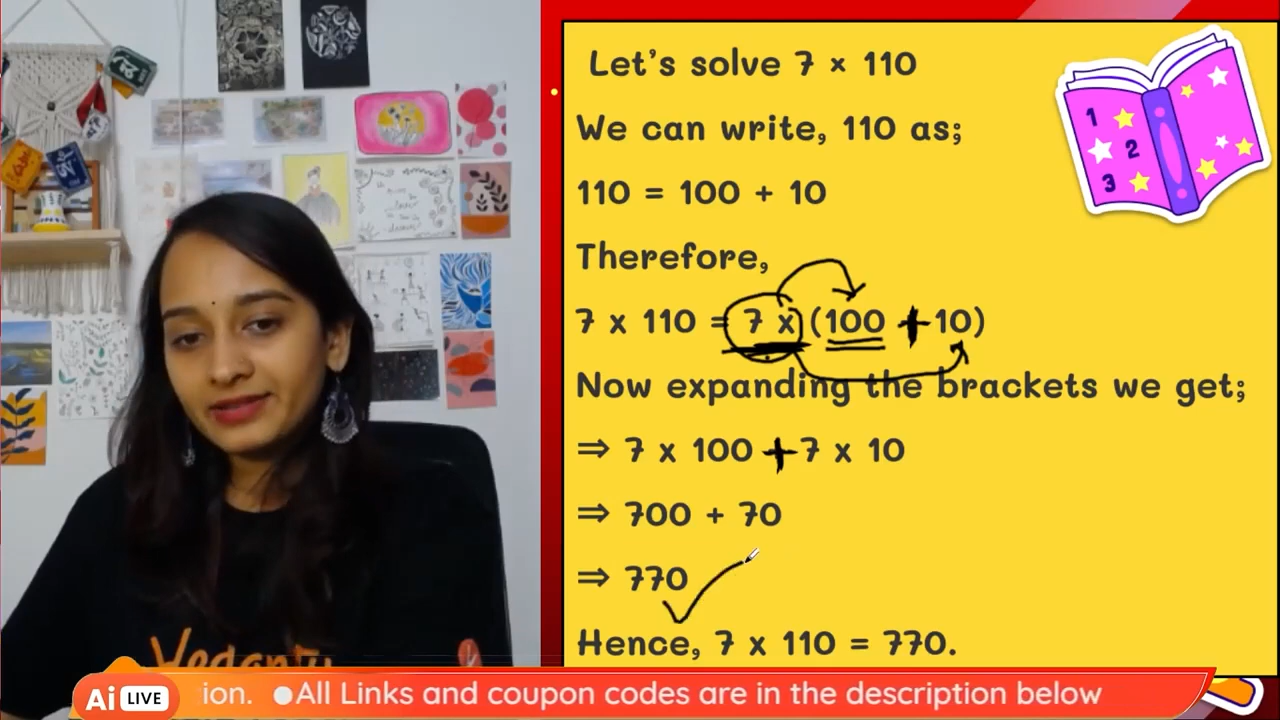 Let's solve 7 × 110
We can write, 110 as;
110 = 100 + 10
Therefore,
7 x 110 = 7 x (100 + 10)
Now expanding the brackets we get;
⇒ 7 x 100 + 7 x 10
⇒ 700 + 70
⇒ 770
Hence, 7 x 110 = 770.
1
2
3
Vedantu
Ai LIVE
ion. ●All Links and coupon codes are in the description below